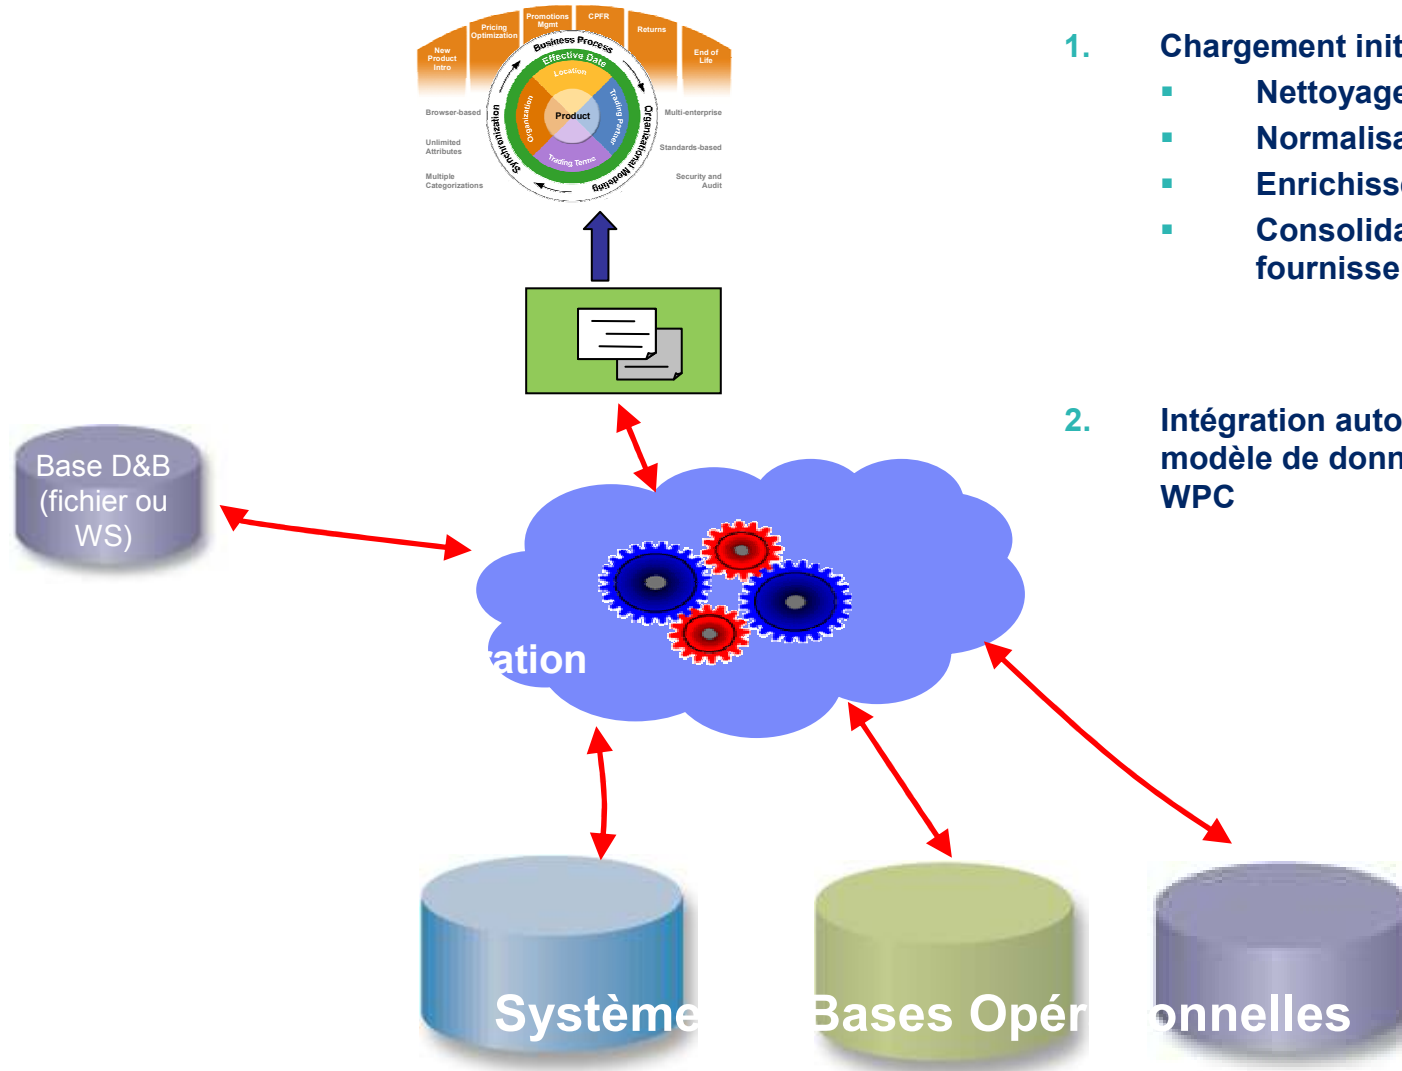 Promotions
Mgmt
CPFR
Pricing
Optimization
Returns
New
Product
Intro
End of
Life
Business Process
Effective Date
Location
Organization
Product
Trading Partner
Trading Terms
Synchronization
Organizational Modeling
Browser-based
Multi-enterprise
Unlimited
Attributes
Standards-based
Multiple
Categorizations
Security and
Audit
1. Chargement init
▪ Nettoyage
▪ Normalisa
▪ Enrichisse
▪ Consolida
fournisse
2. Intégration auto
modèle de donn
WPC
Base D&B
(fichier ou
WS)
ration
Système Bases Opér onnelles